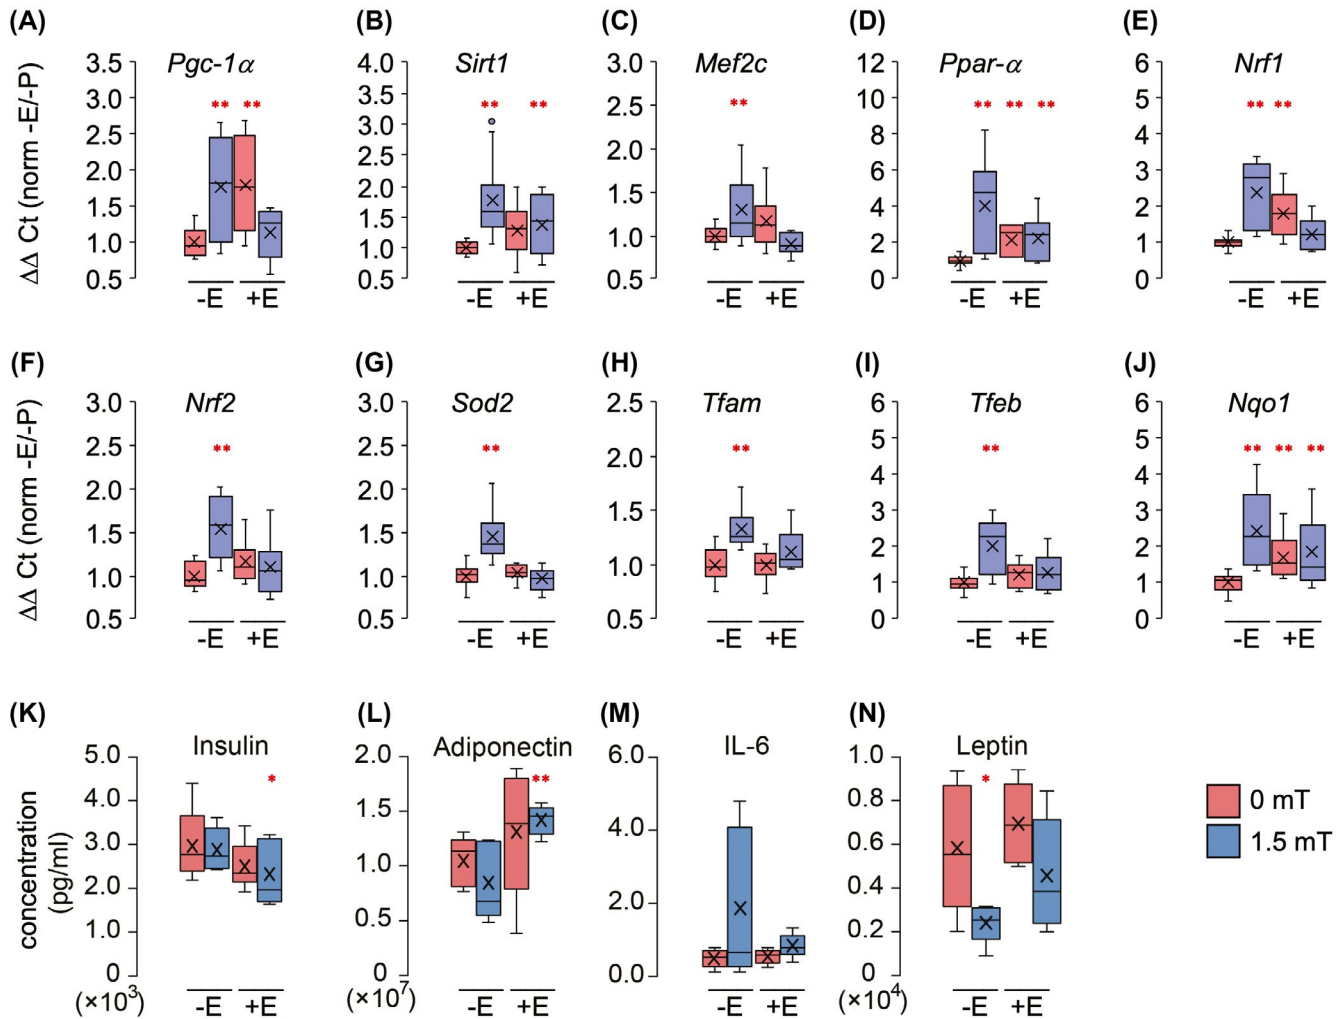 (A) (B) (C) (D) (E)
Pgc-1α Sirt1 Mef2c Ppar-α Nrf1
ΔΔ Ct (norm -E/-P)
3.5 3.0 2.5 2.0 1.5 1.0 0.5
** **
-E +E
4.0 3.5 3.0 2.5 2.0 1.5 1.0 0.5
** **
-E +E
3.0 2.5 2.0 1.5 1.0 0.5
**
-E +E
12 10 8 6 4 2 0
** ** **
-E +E
6 5 4 3 2 1 0
** **
-E +E
(F) (G) (H) (I) (J)
Nrf2 Sod2 Tfam Tfeb Nqo1
ΔΔ Ct (norm -E/-P)
3.0 2.5 2.0 1.5 1.0 0.5
**
-E +E
3.0 2.5 2.0 1.5 1.0 0.5
**
-E +E
2.5 2.0 1.5 1.0 0.5
**
-E +E
6 5 4 3 2 1 0
**
-E +E
6 5 4 3 2 1 0
** ** **
-E +E
(K) (L) (M) (N)
Insulin Adiponectin IL-6 Leptin
concentration
(pg/ml)
5.0 4.0 3.0 2.0 1.0 0
*
(×10³) -E +E
2.0 1.5 1.0 0.5 0
**
(×10⁷) -E +E
6.0 4.0 2.0 0.0
-E +E
1.0 0.8 0.6 0.4 0.2 0
*
(×10⁴) -E +E
0 mT
1.5 mT